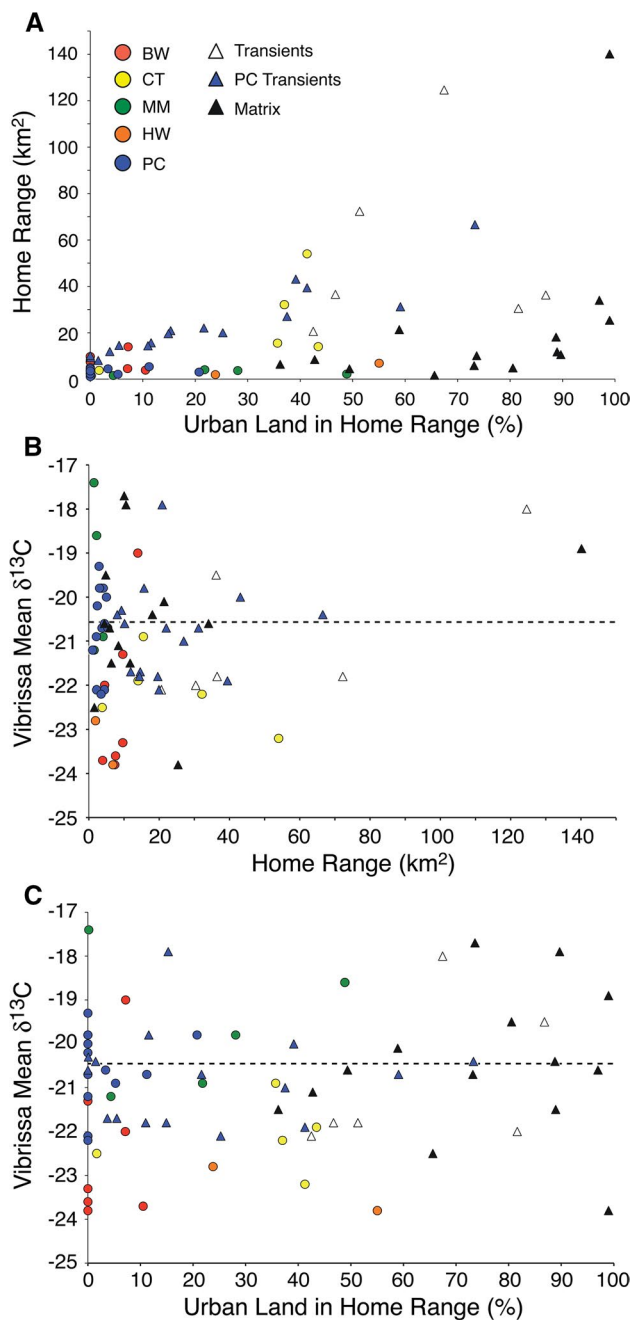 A
Home Range (km²)
140
120
100
80
60
40
20
0
BW
CT
MM
HW
PC
Transients
PC Transients
Matrix
0 10 20 30 40 50 60 70 80 90 100
Urban Land in Home Range (%)
B
Vibrissa Mean δ¹³C
-17
-18
-19
-20
-21
-22
-23
-24
-25
0 20 40 60 80 100 120 140
Home Range (km²)
C
Vibrissa Mean δ¹³C
-17
-18
-19
-20
-21
-22
-23
-24
-25
0 10 20 30 40 50 60 70 80 90 100
Urban Land in Home Range (%)